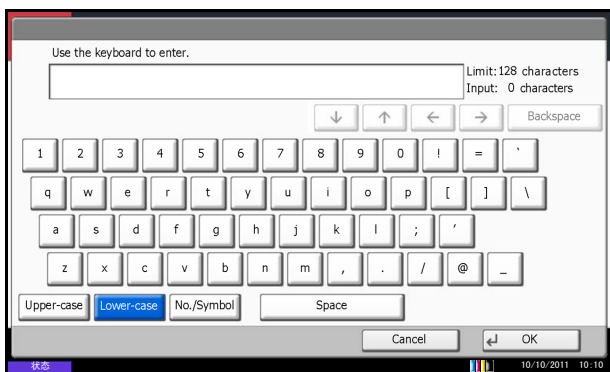 Use the keyboard to enter.
Limit:128 characters
Input: 0 characters
↓ ↑ ← → Backspace
1 2 3 4 5 6 7 8 9 0 ! = `
q w e r t y u i o p [ ] \
a s d f g h j k l ; ′
z x c v b n m , . / @ _
Upper-case Lower-case No./Symbol Space
Cancel ↵ OK
状态 10/10/2011 10:10